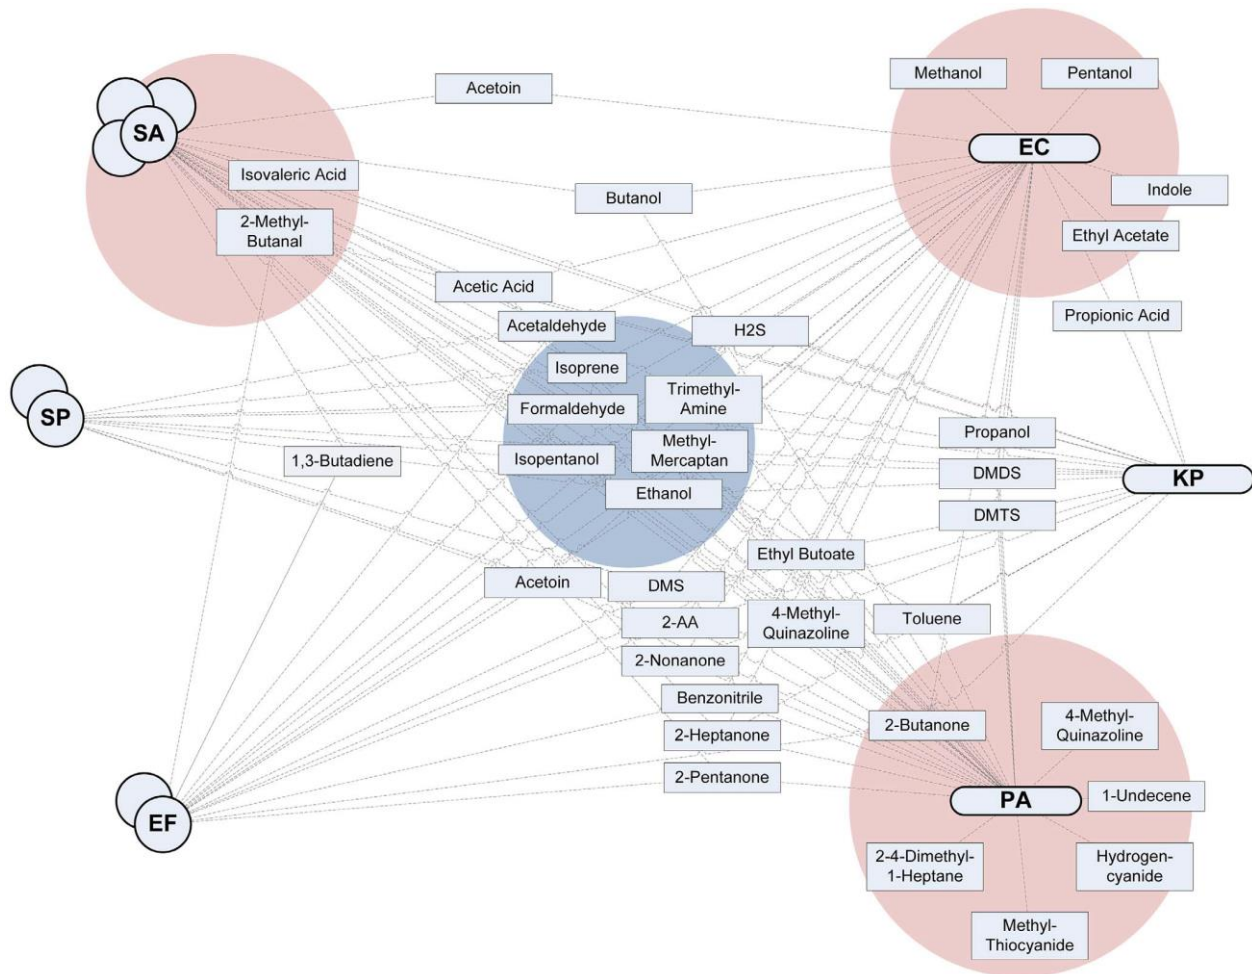 Acetoin
Methanol
Pentanol
SA
EC
Isovaleric Acid
Indole
Butanol
2-Methyl-
Butanal
Ethyl Acetate
Acetic Acid
Propionic Acid
Acetaldehyde
H2S
Isoprene
Trimethyl-
Amine
Formaldehyde
SP
Propanol
Methyl-
Mercaptan
1,3-Butadiene
Isopentanol
DMDS
KP
Ethanol
DMTS
Ethyl Butoate
Acetoin
DMS
2-AA
4-Methyl-
Quinazoline
Toluene
2-Nonanone
Benzonitrile
2-Heptanone
2-Butanone
4-Methyl-
Quinazoline
2-Pentanone
1-Undecene
PA
EF
2-4-Dimethyl-
1-Heptane
Hydrogen-
cyanide
Methyl-
Thiocyanide